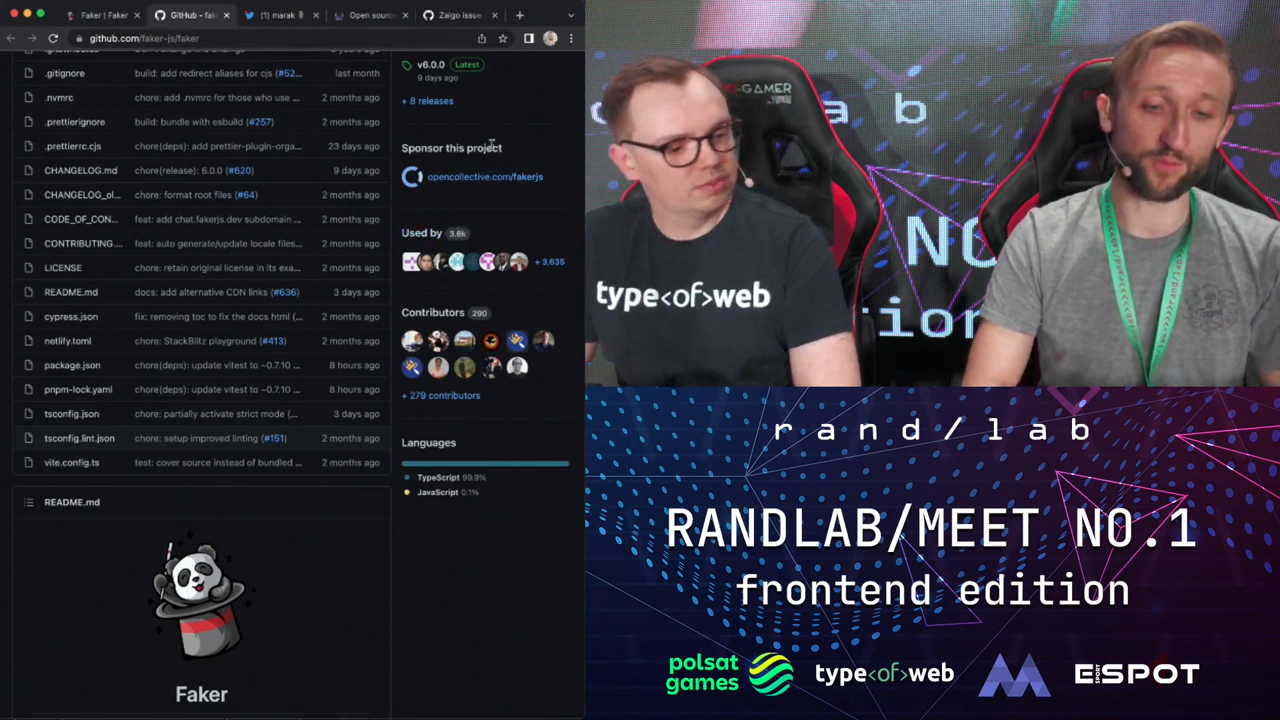 Faker | Faker
GitHub - fak
(1) marak
Open source
Zaigo issue
github.com/faker-js/faker
.gitignore build: add redirect aliases for cjs (#52... last month
.nvmrc chore: add .nvmrc for those who use ... 2 months ago
.prettierignore build: bundle with esbuild (#257) 2 months ago
.prettierrc.cjs chore(deps): add prettier-plugin-orga... 23 days ago
CHANGELOG.md chore(release): 6.0.0 (#620) 9 days ago
CHANGELOG_ol... chore: format root files (#64) 2 months ago
CODE_OF_CON... feat: add chat.fakerjs.dev subdomain ... 2 months ago
CONTRIBUTING.... feat: auto generate/update locale files... 2 months ago
LICENSE chore: retain original license in its exa... 2 months ago
README.md docs: add alternative CDN links (#636) 3 days ago
cypress.json fix: removing toc to fix the docs html (... 2 months ago
netlify.toml chore: StackBlitz playground (#413) 2 months ago
package.json chore(deps): update vitest to ~0.7.10 ... 8 hours ago
pnpm-lock.yaml chore(deps): update vitest to ~0.7.10 ... 8 hours ago
tsconfig.json chore: partially activate strict mode (... 3 days ago
tsconfig.lint.json chore: setup improved linting (#151) 2 months ago
vite.config.ts test: cover source instead of bundled ... 2 months ago
README.md
Faker
v6.0.0 Latest
9 days ago
+ 8 releases
Sponsor this project
opencollective.com/fakerjs
Used by 3.6k
+ 3,635
Contributors 290
+ 279 contributors
Languages
TypeScript 99.9%
JavaScript 0.1%
type<of>web
rand/lab
RANDLAB/MEET NO.1
frontend edition
polsat
games
type<of>web
ESPORT
SPOT